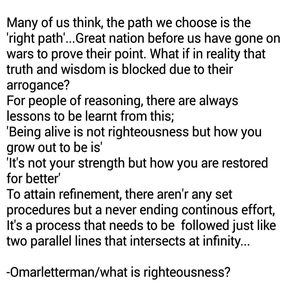 Many of us think, the path we choose is the
'right path'...Great nation before us have gone on
wars to prove their point. What if in reality that
truth and wisdom is blocked due to their
arrogance?
For people of reasoning, there are always
lessons to be learnt from this;
'Being alive is not righteousness but how you
grow out to be is'
'It's not your strength but how you are restored
for better'
To attain refinement, there aren'r any set
procedures but a never ending continous effort,
It's a process that needs to be  followed just like
two parallel lines that intersects at infinity...

-Omarletterman/what is righteousness?